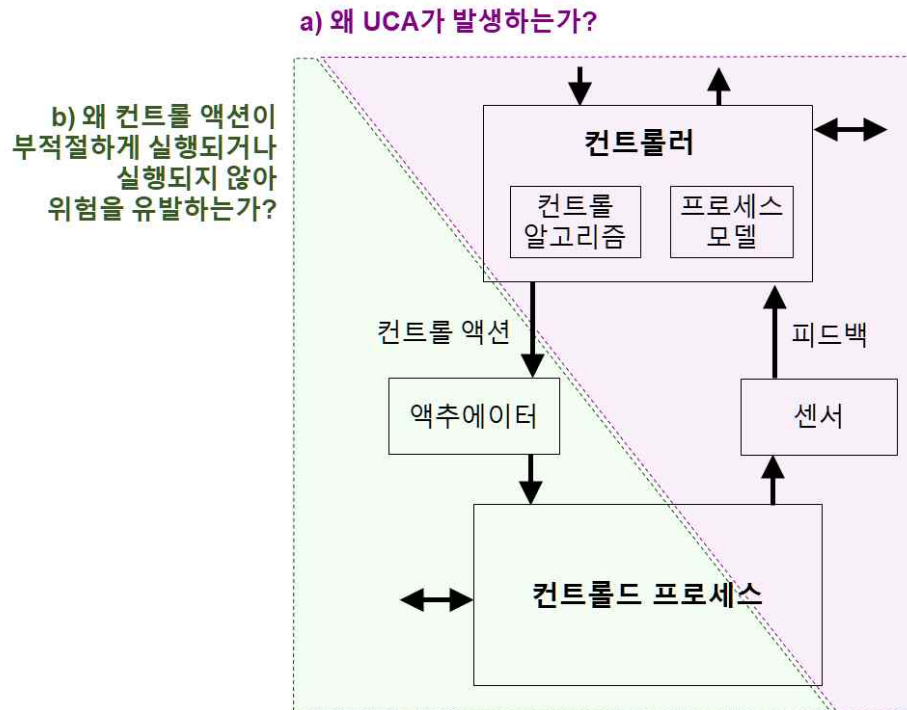 a) 왜 UCA가 발생하는가?
b) 왜 컨트롤 액션이
부적절하게 실행되거나
실행되지 않아
위험을 유발하는가?
컨트롤러
컨트롤
알고리즘
프로세스
모델
컨트롤 액션
피드백
액추에이터
센서
컨트롤드 프로세스